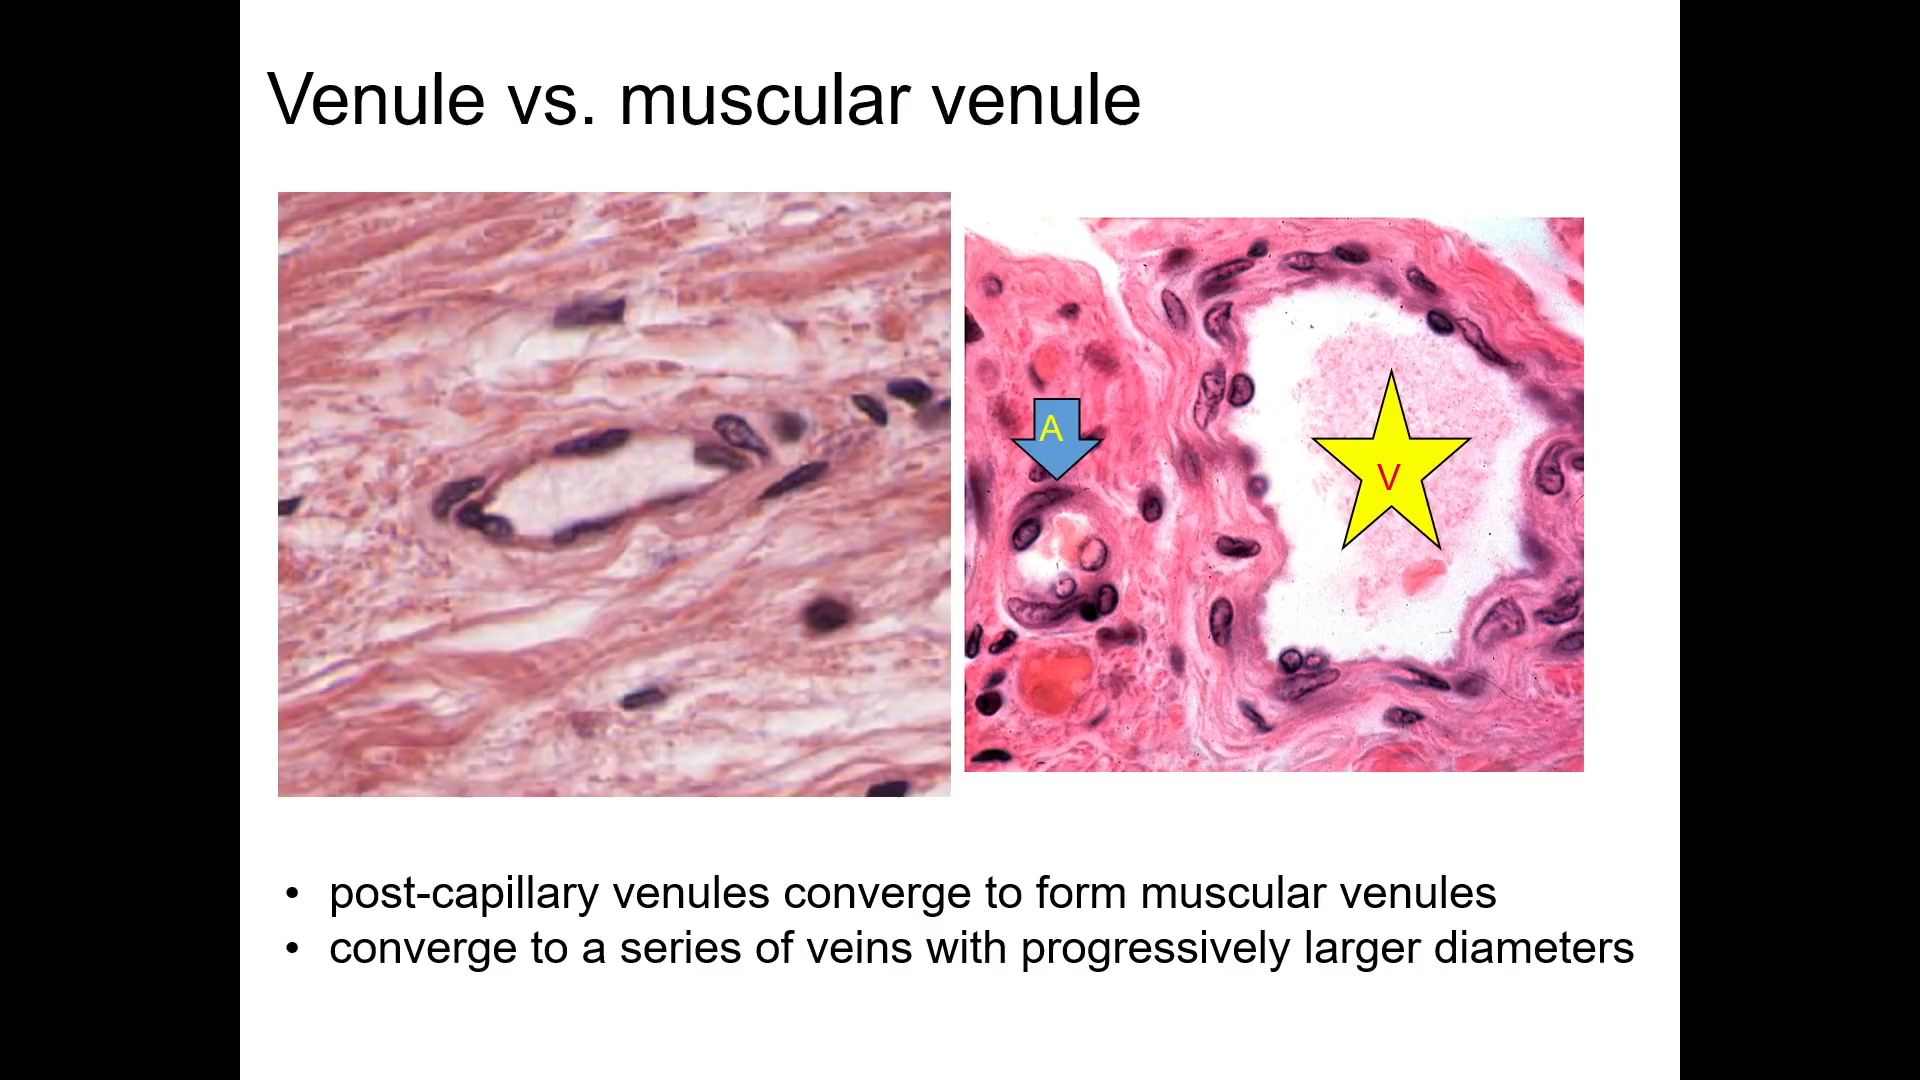 Venule vs. muscular venule
A
V
• post-capillary venules converge to form muscular venules
• converge to a series of veins with progressively larger diameters